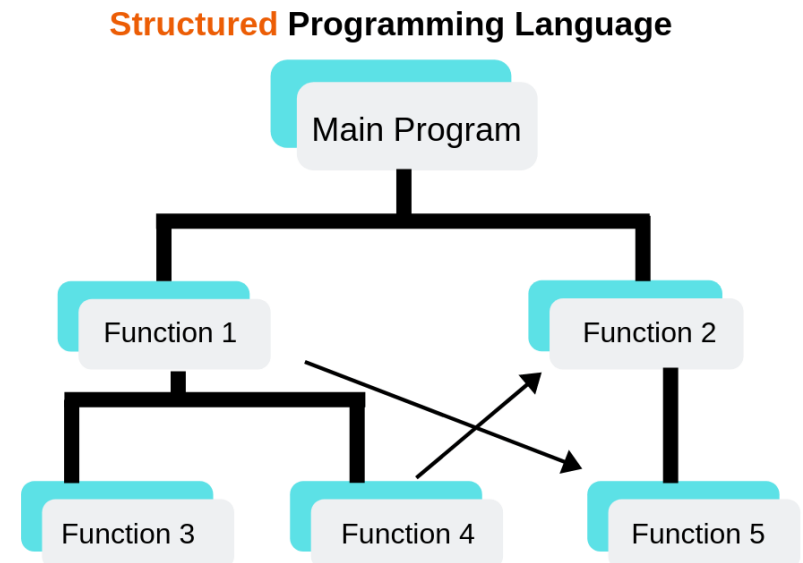 Structured Programming Language
Main Program
Function 1
Function 2
Function 3
Function 4
Function 5